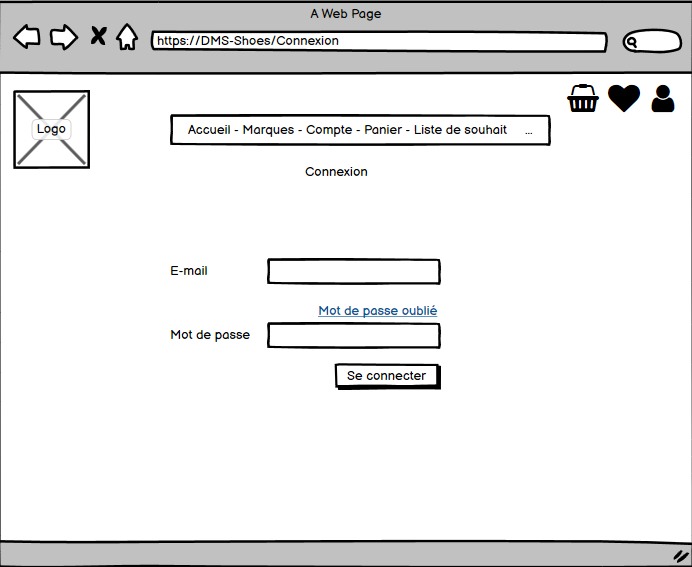 A Web Page
https://DMS-Shoes/Connexion
Logo
Accueil - Marques - Compte - Panier - Liste de souhait ...
Connexion
E-mail
Mot de passe oublié
Mot de passe
Se connecter